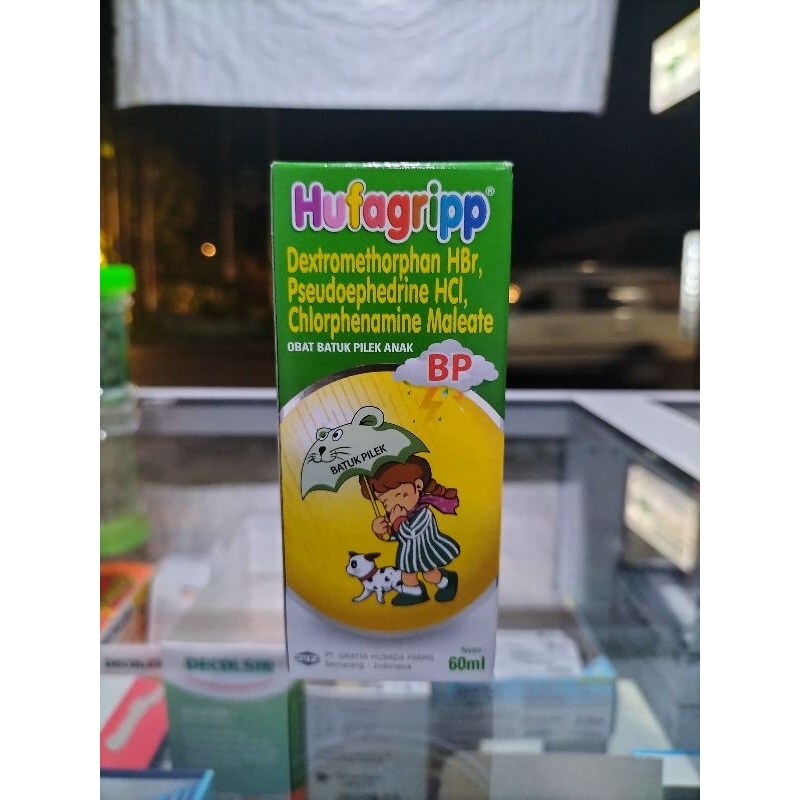 Hufagripp®
Dextromethorphan HBr,
Pseudoephedrine HCl,
Chlorphenamine Maleate
OBAT BATUK PILEK ANAK
BP
BATUK PILEK
HUFA
PT. GRATIA HUSADA FARMA
Semarang - Indonesia
Netto
60ml
DECOLSIN